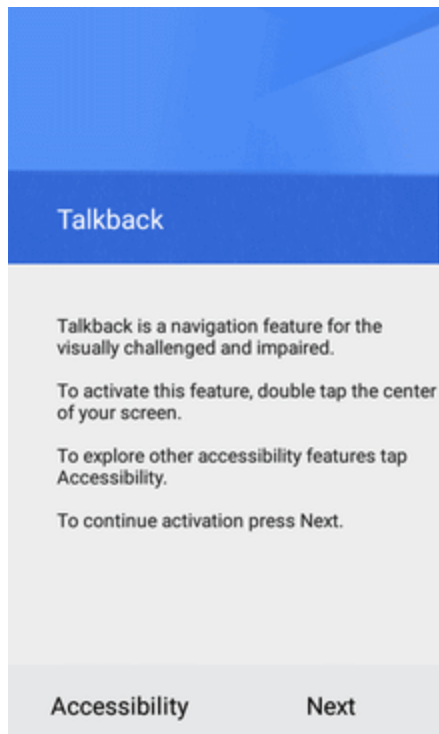 Talkback
Talkback is a navigation feature for the
visually challenged and impaired.
To activate this feature, double tap the center
of your screen.
To explore other accessibility features tap
Accessibility.
To continue activation press Next.
Accessibility Next